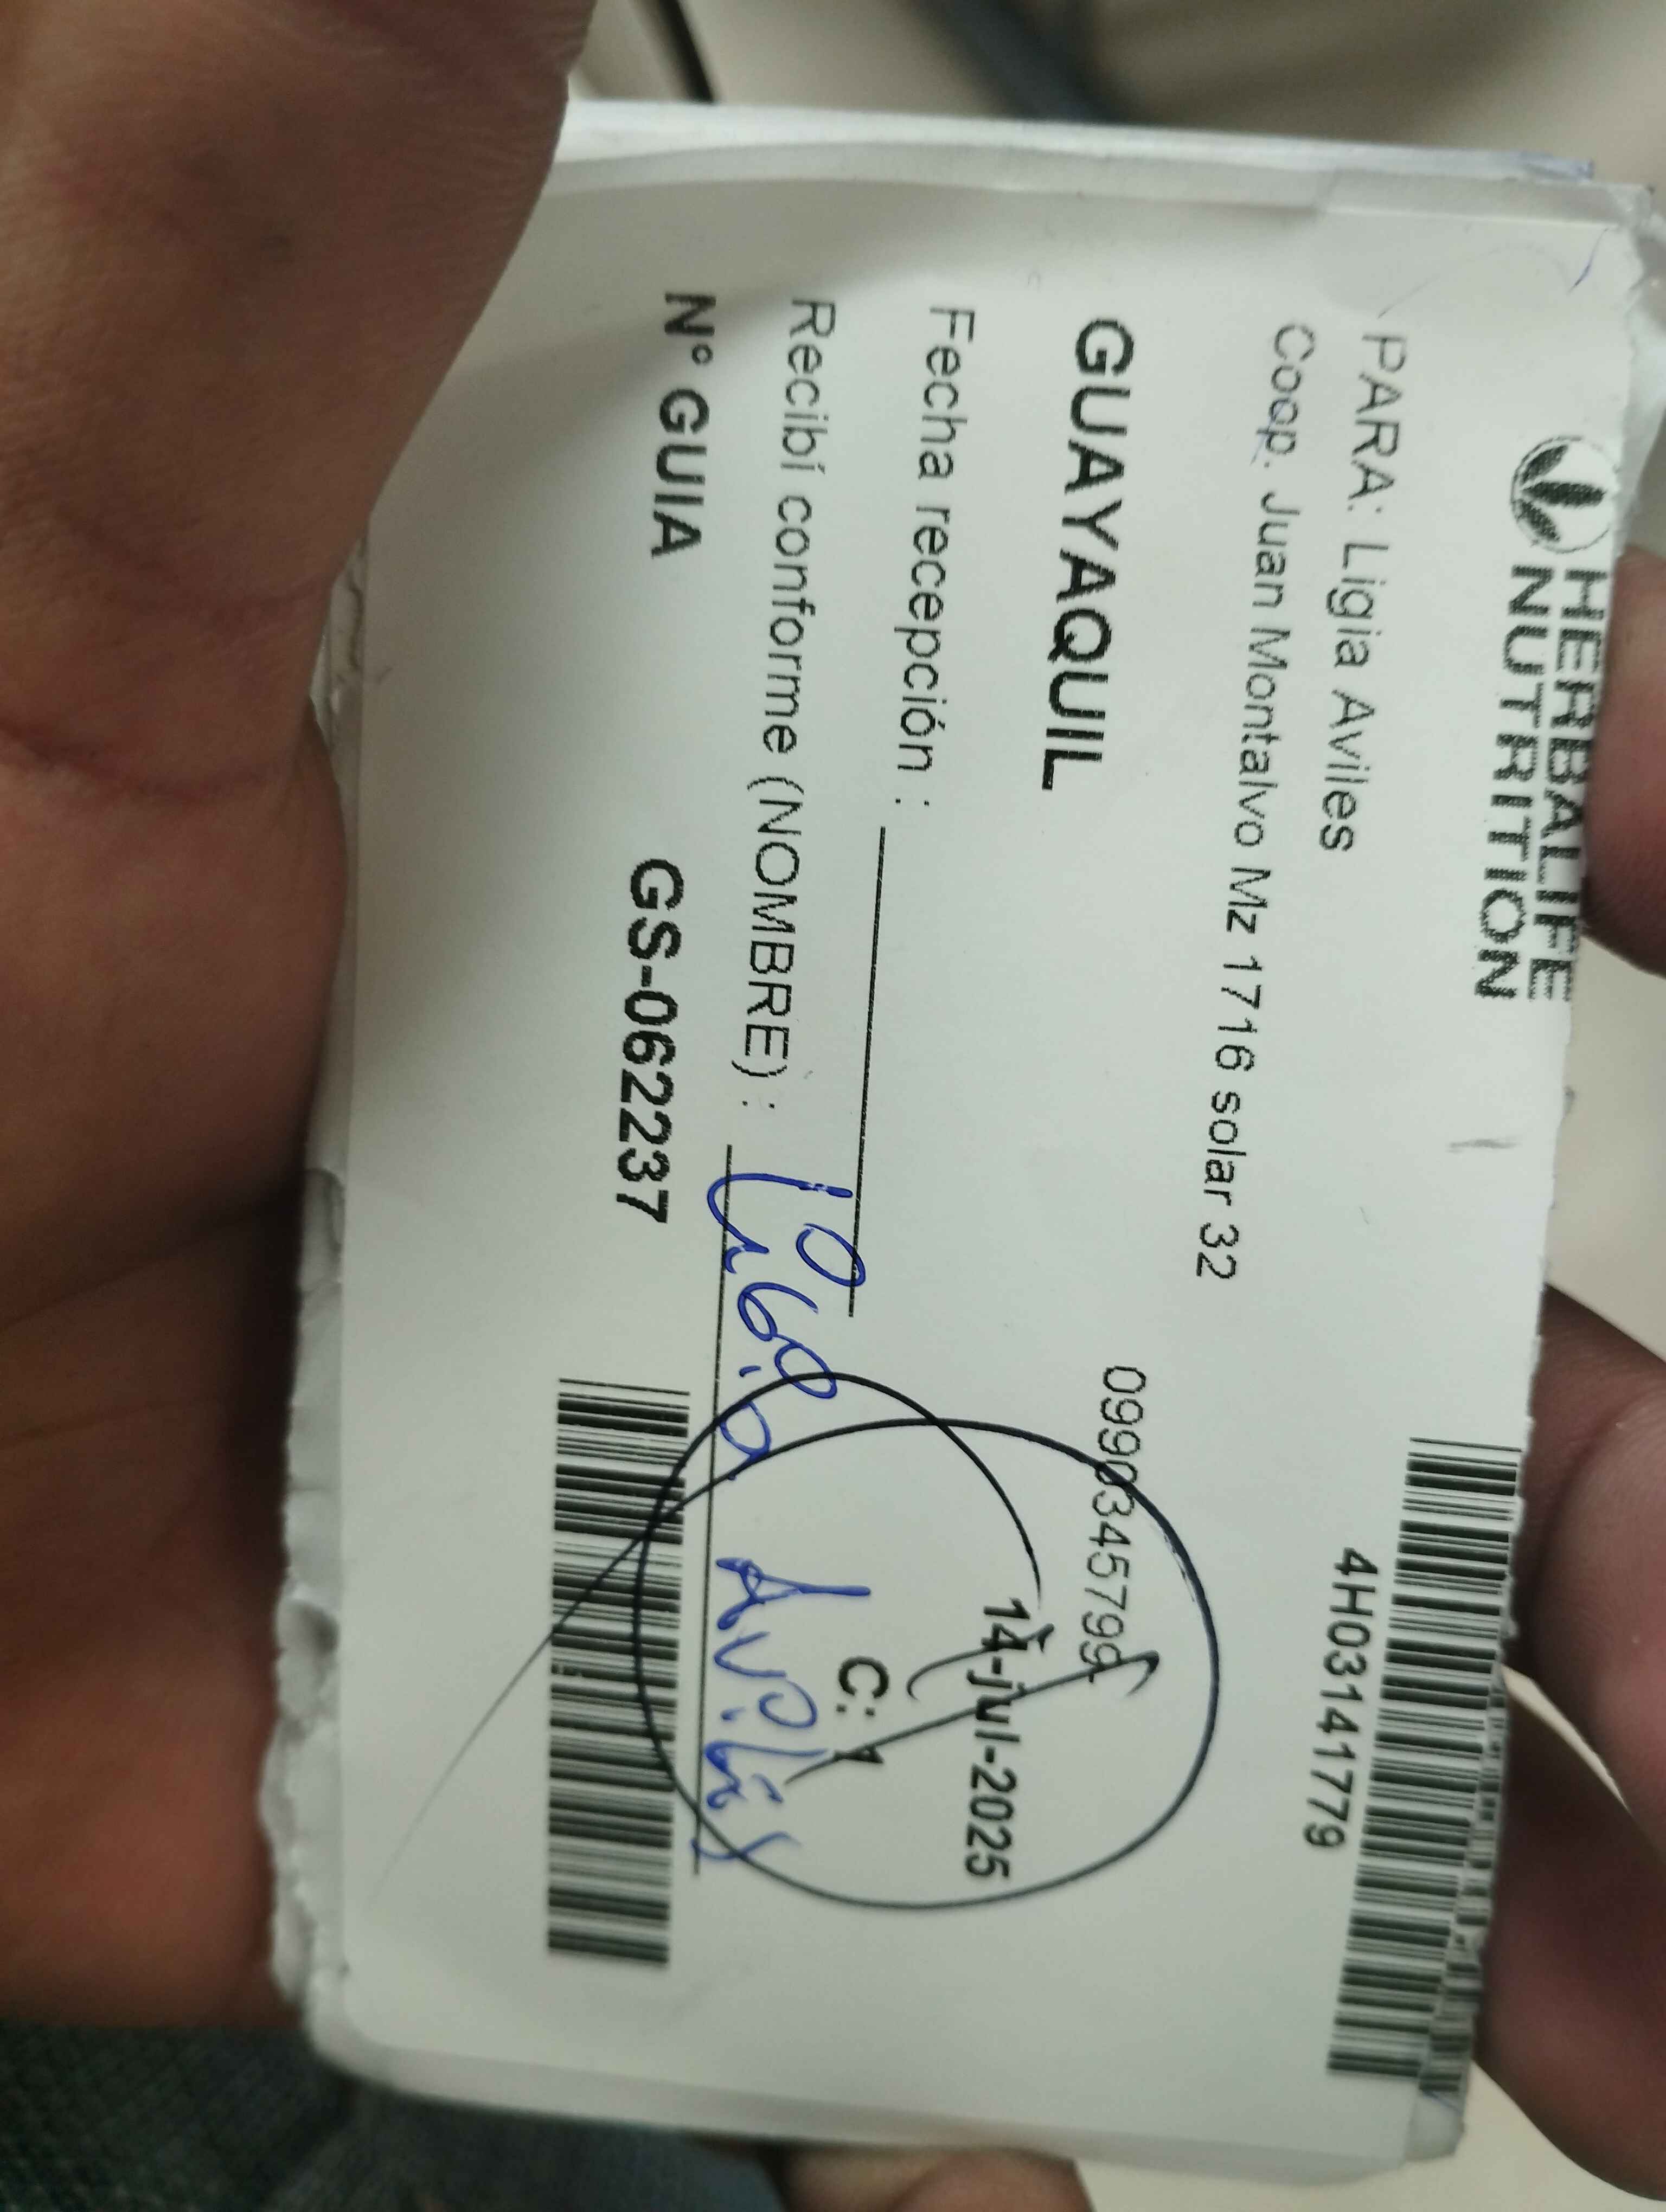 HERBALIFE
NUTRITION
4H03141779
PARA: Ligia Aviles
Coop. Juan Montalvo Mz 1716 solar 32
0990345799
GUAYAQUIL
14-jul-2025
Fecha recepción :
C: 1
Recibí conforme (NOMBRE) : Ligia Aviles
N° GUIA GS-062237